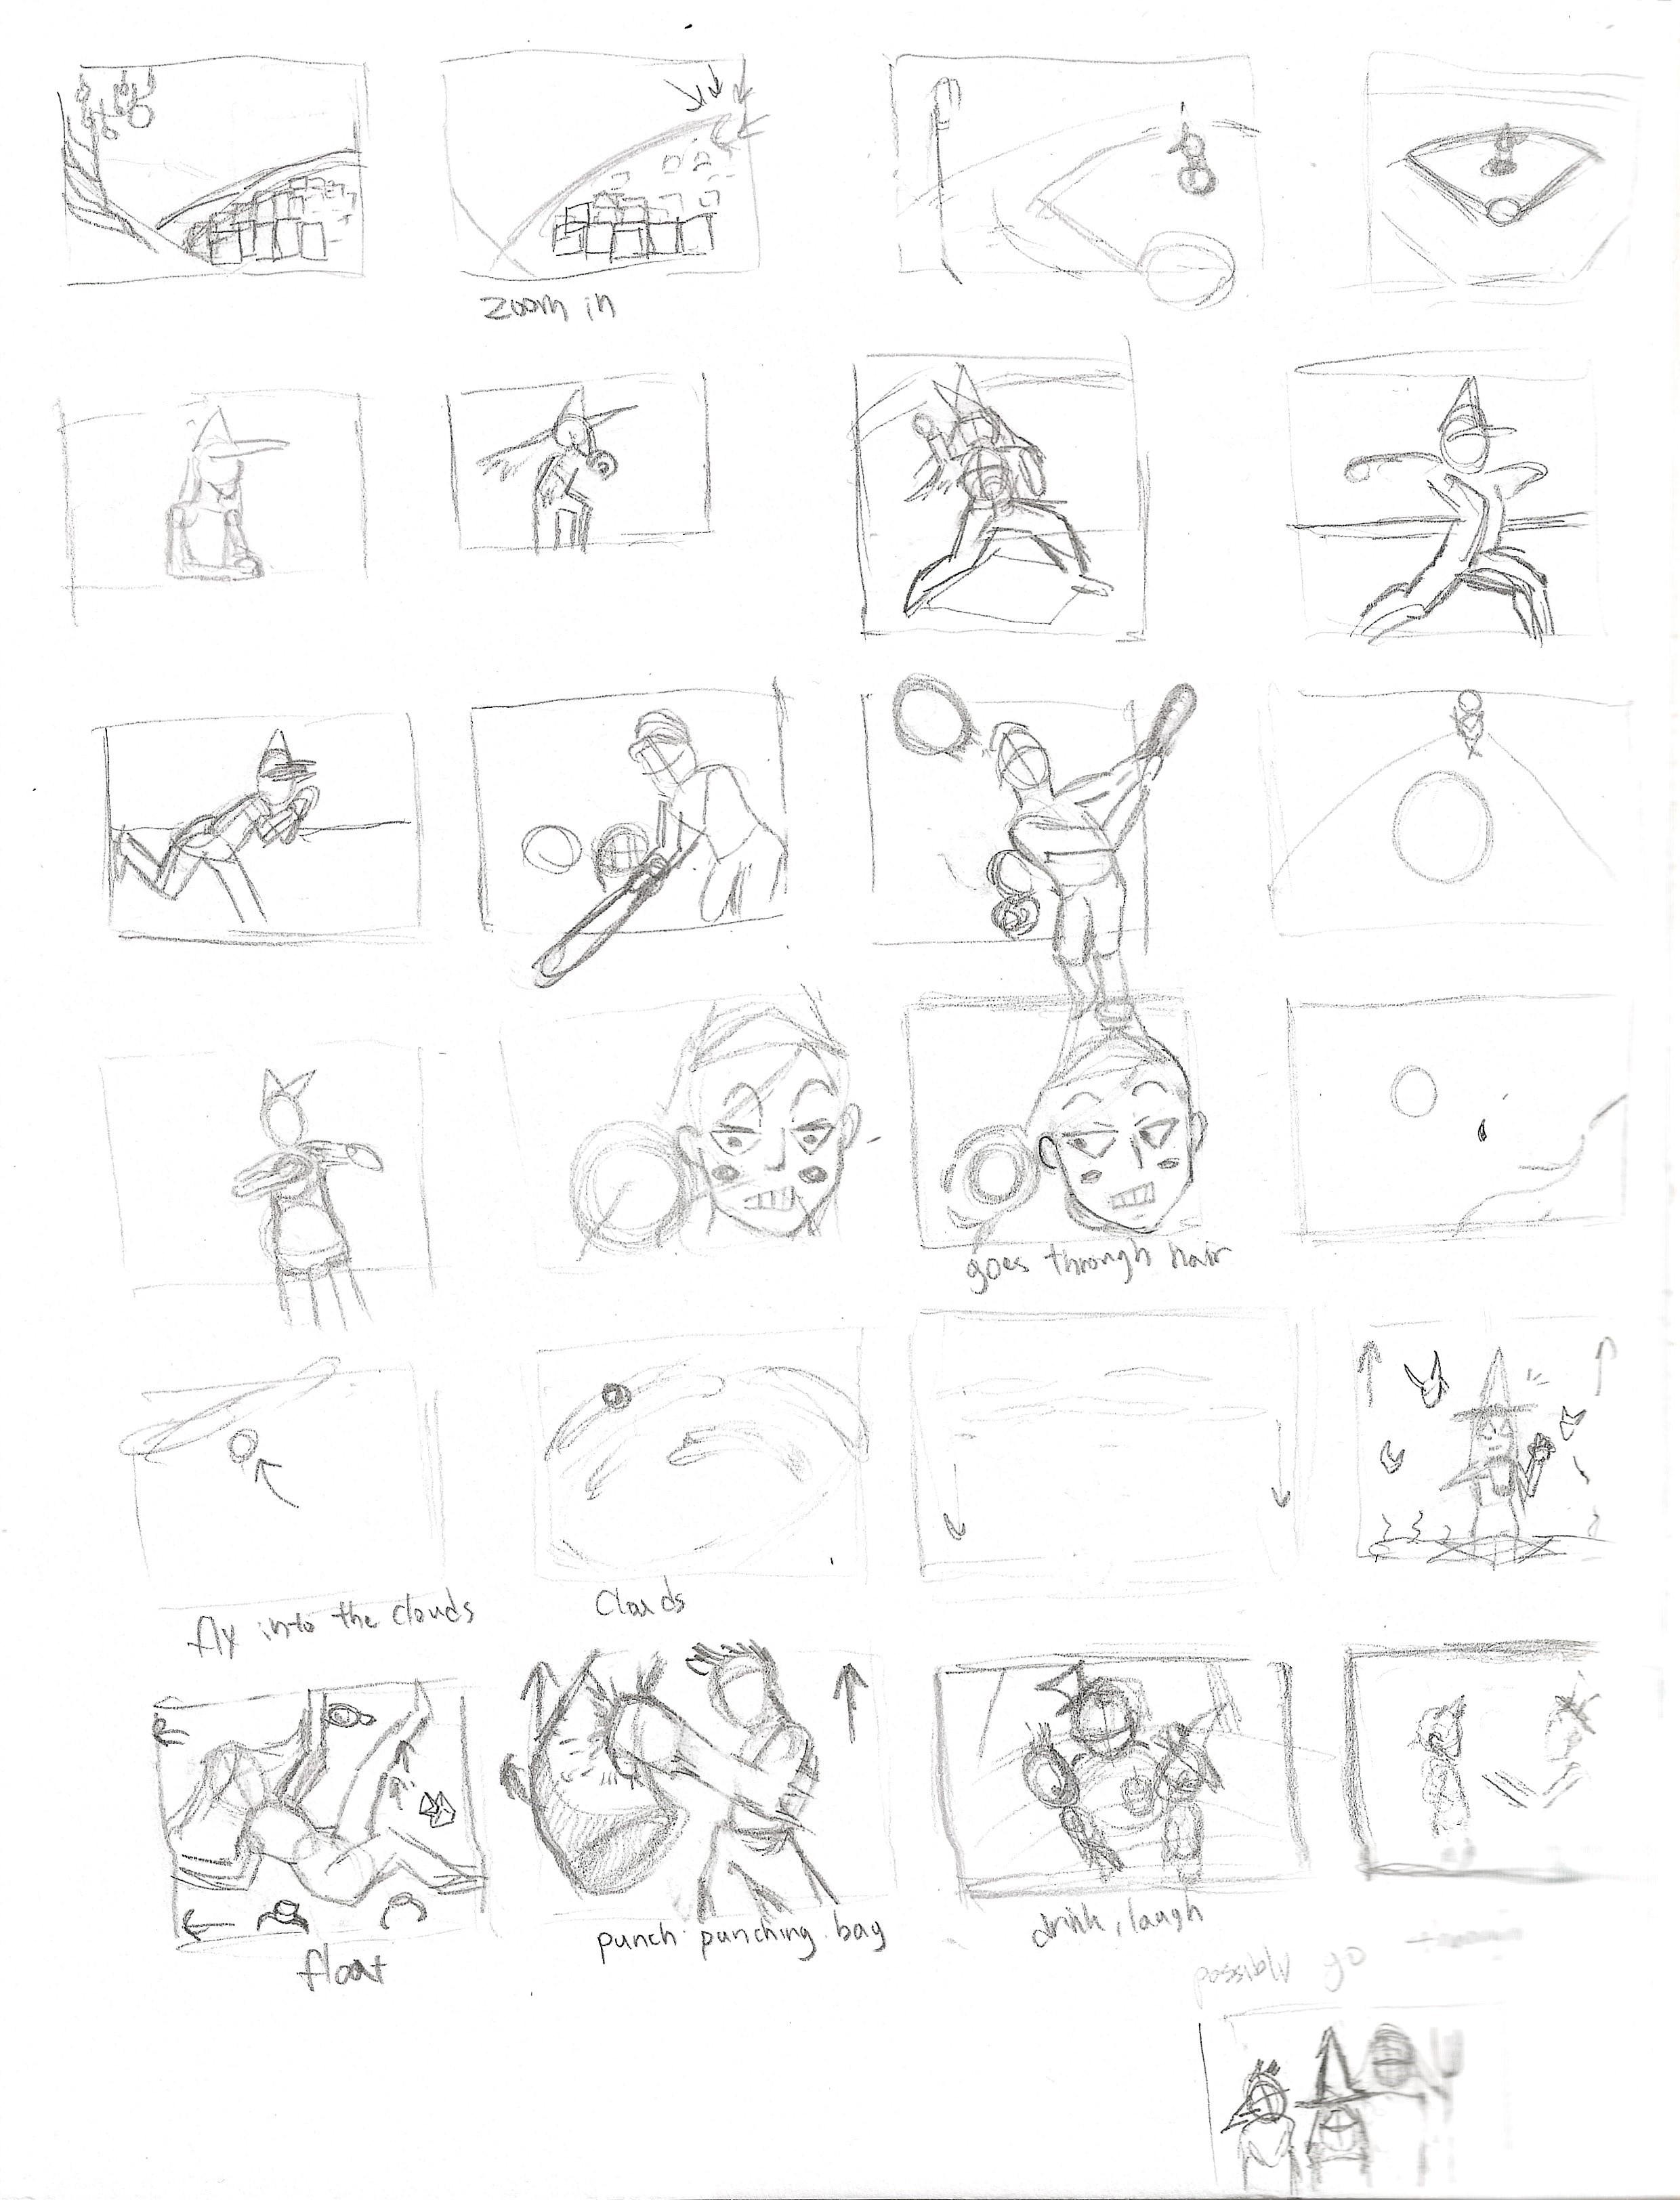 zoom in
goes through hair
fly into the clouds
Clouds
float
punch punching bag
drink, laugh
possibly go